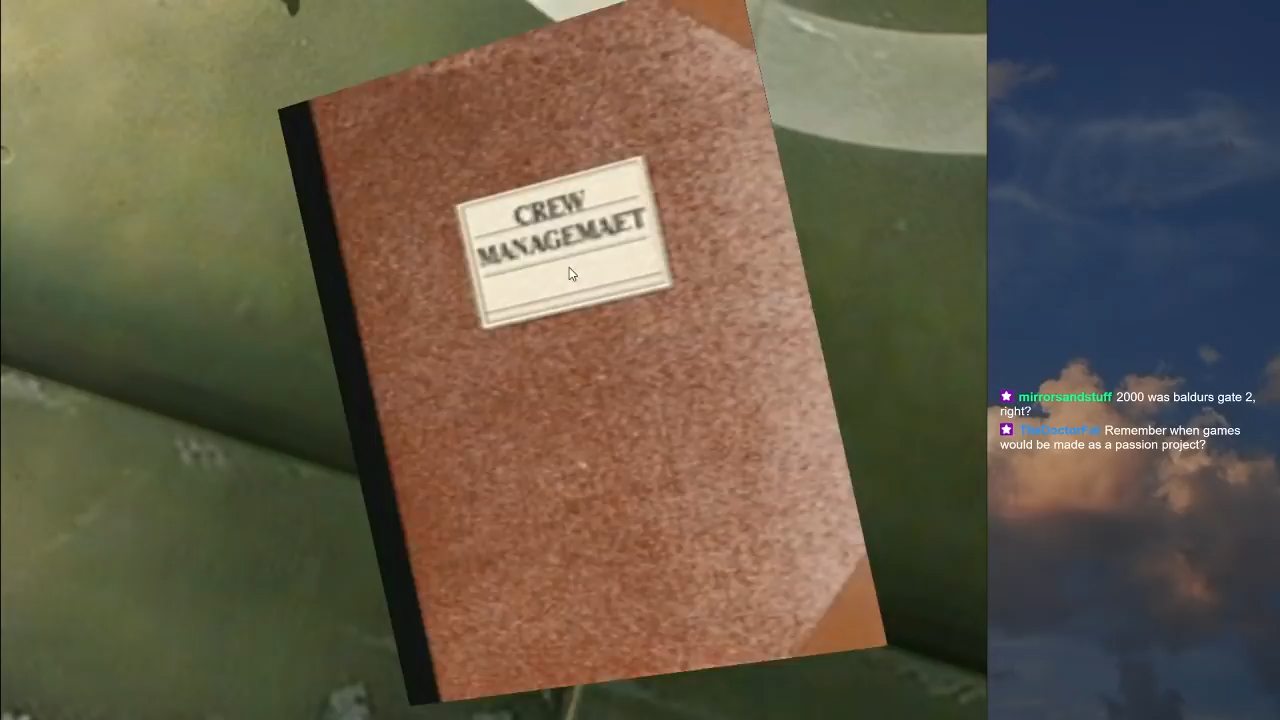 CREW
MANAGEMAET
mirrorsandstuff 2000 was baldurs gate 2,
right?
Remember when games
would be made as a passion project?